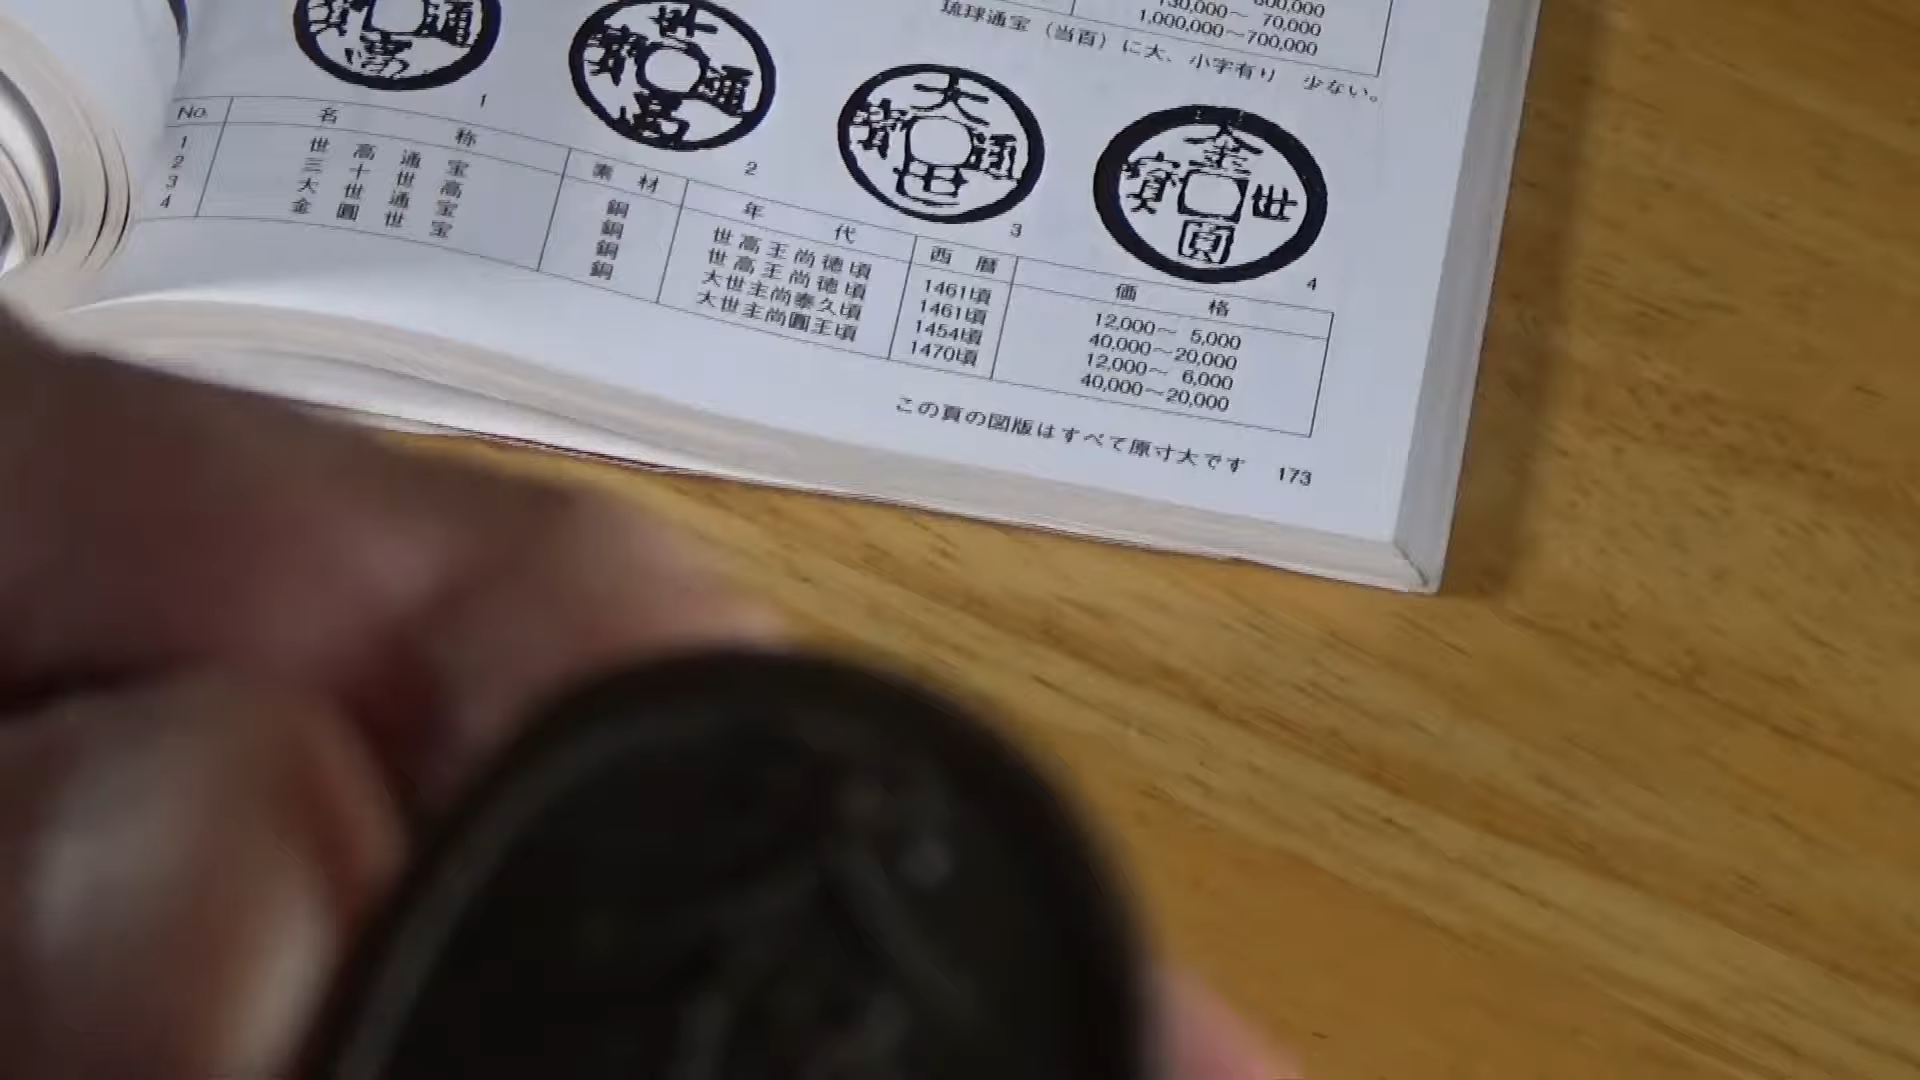 130,000～ 70,000
1,000,000～700,000
琉球通宝（当百）に大、小字有り 少ない。
1
2
3
4
No. 名 称 素 材 年 代 西 暦 価 格
1 世 高 通 宝 銅 世高王尚徳頃 1461頃 12,000～ 5,000
2 三 十 世 高 銅 世高王尚徳頃 1461頃 40,000～20,000
3 大 世 通 宝 銅 大世主尚泰久頃 1454頃 12,000～ 6,000
4 金 圓 世 宝 銅 大世主尚圓王頃 1470頃 40,000～20,000
この頁の図版はすべて原寸大です 173